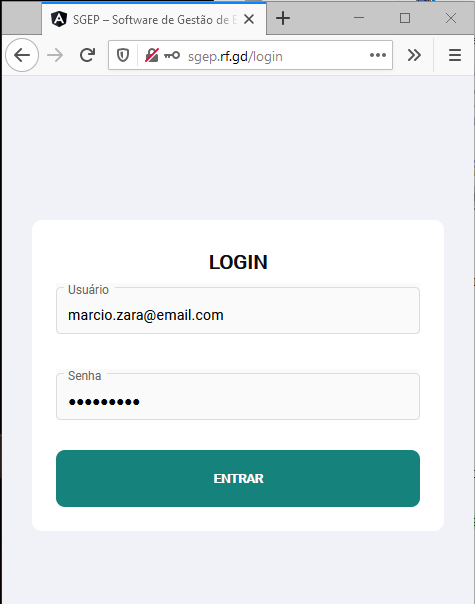 SGEP – Software de Gestão de E
sgep.rf.gd/login
LOGIN
Usuário
marcio.zara@email.com
Senha
ENTRAR